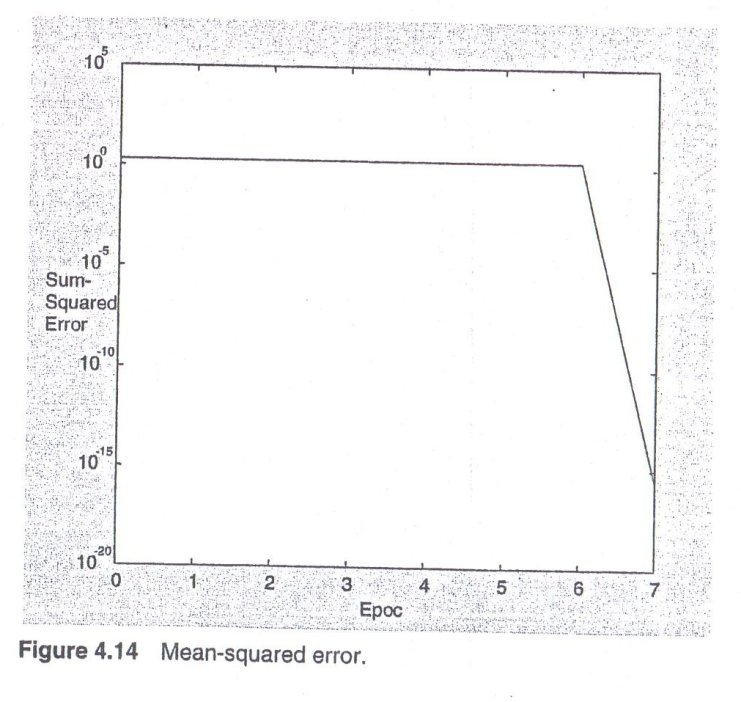 10^5
10^0
10^-5
Sum-
Squared
Error
10^-10
10^-15
10^-20
0 1 2 3 4 5 6 7
Epoc
Figure 4.14 Mean-squared error.